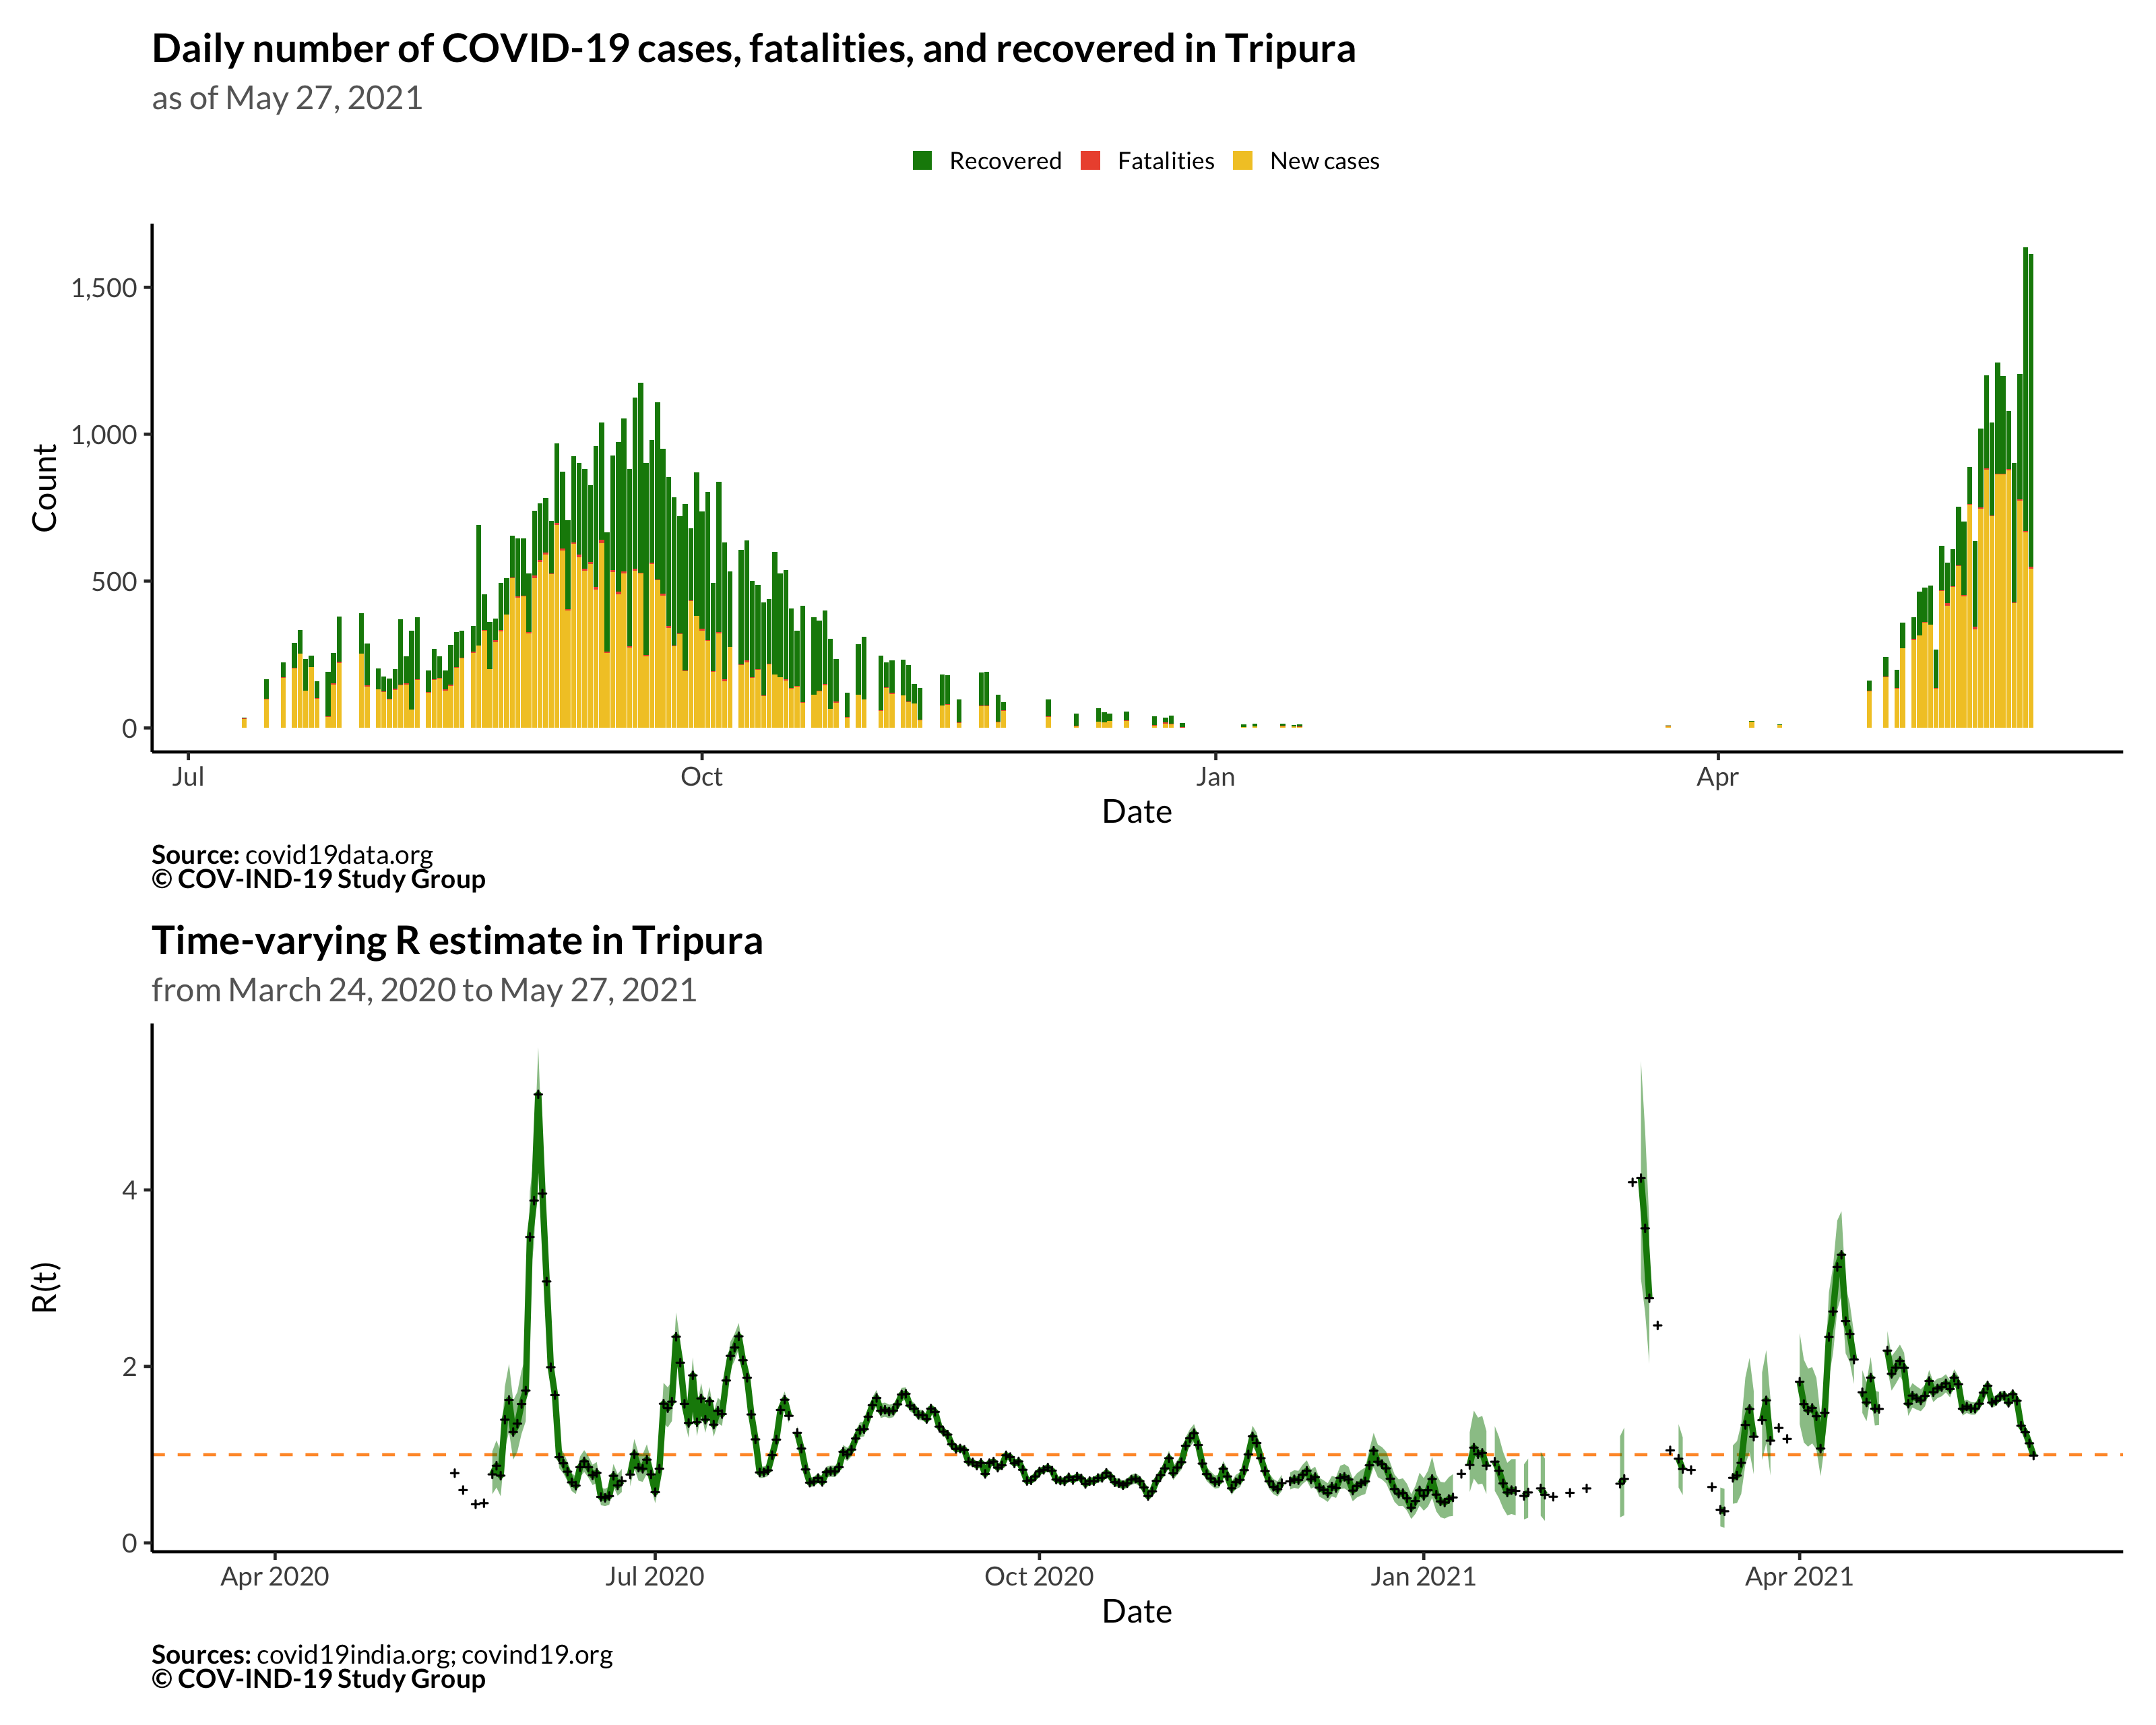 Daily number of COVID-19 cases, fatalities, and recovered in Tripura
as of May 27, 2021
Recovered Fatalities New cases
Count
1,500
1,000
500
0
Jul Oct Jan Apr
Date
Source: covid19data.org
© COV-IND-19 Study Group
Time-varying R estimate in Tripura
from March 24, 2020 to May 27, 2021
R(t)
4
2
0
Apr 2020 Jul 2020 Oct 2020 Jan 2021 Apr 2021
Date
Sources: covid19india.org; covind19.org
© COV-IND-19 Study Group